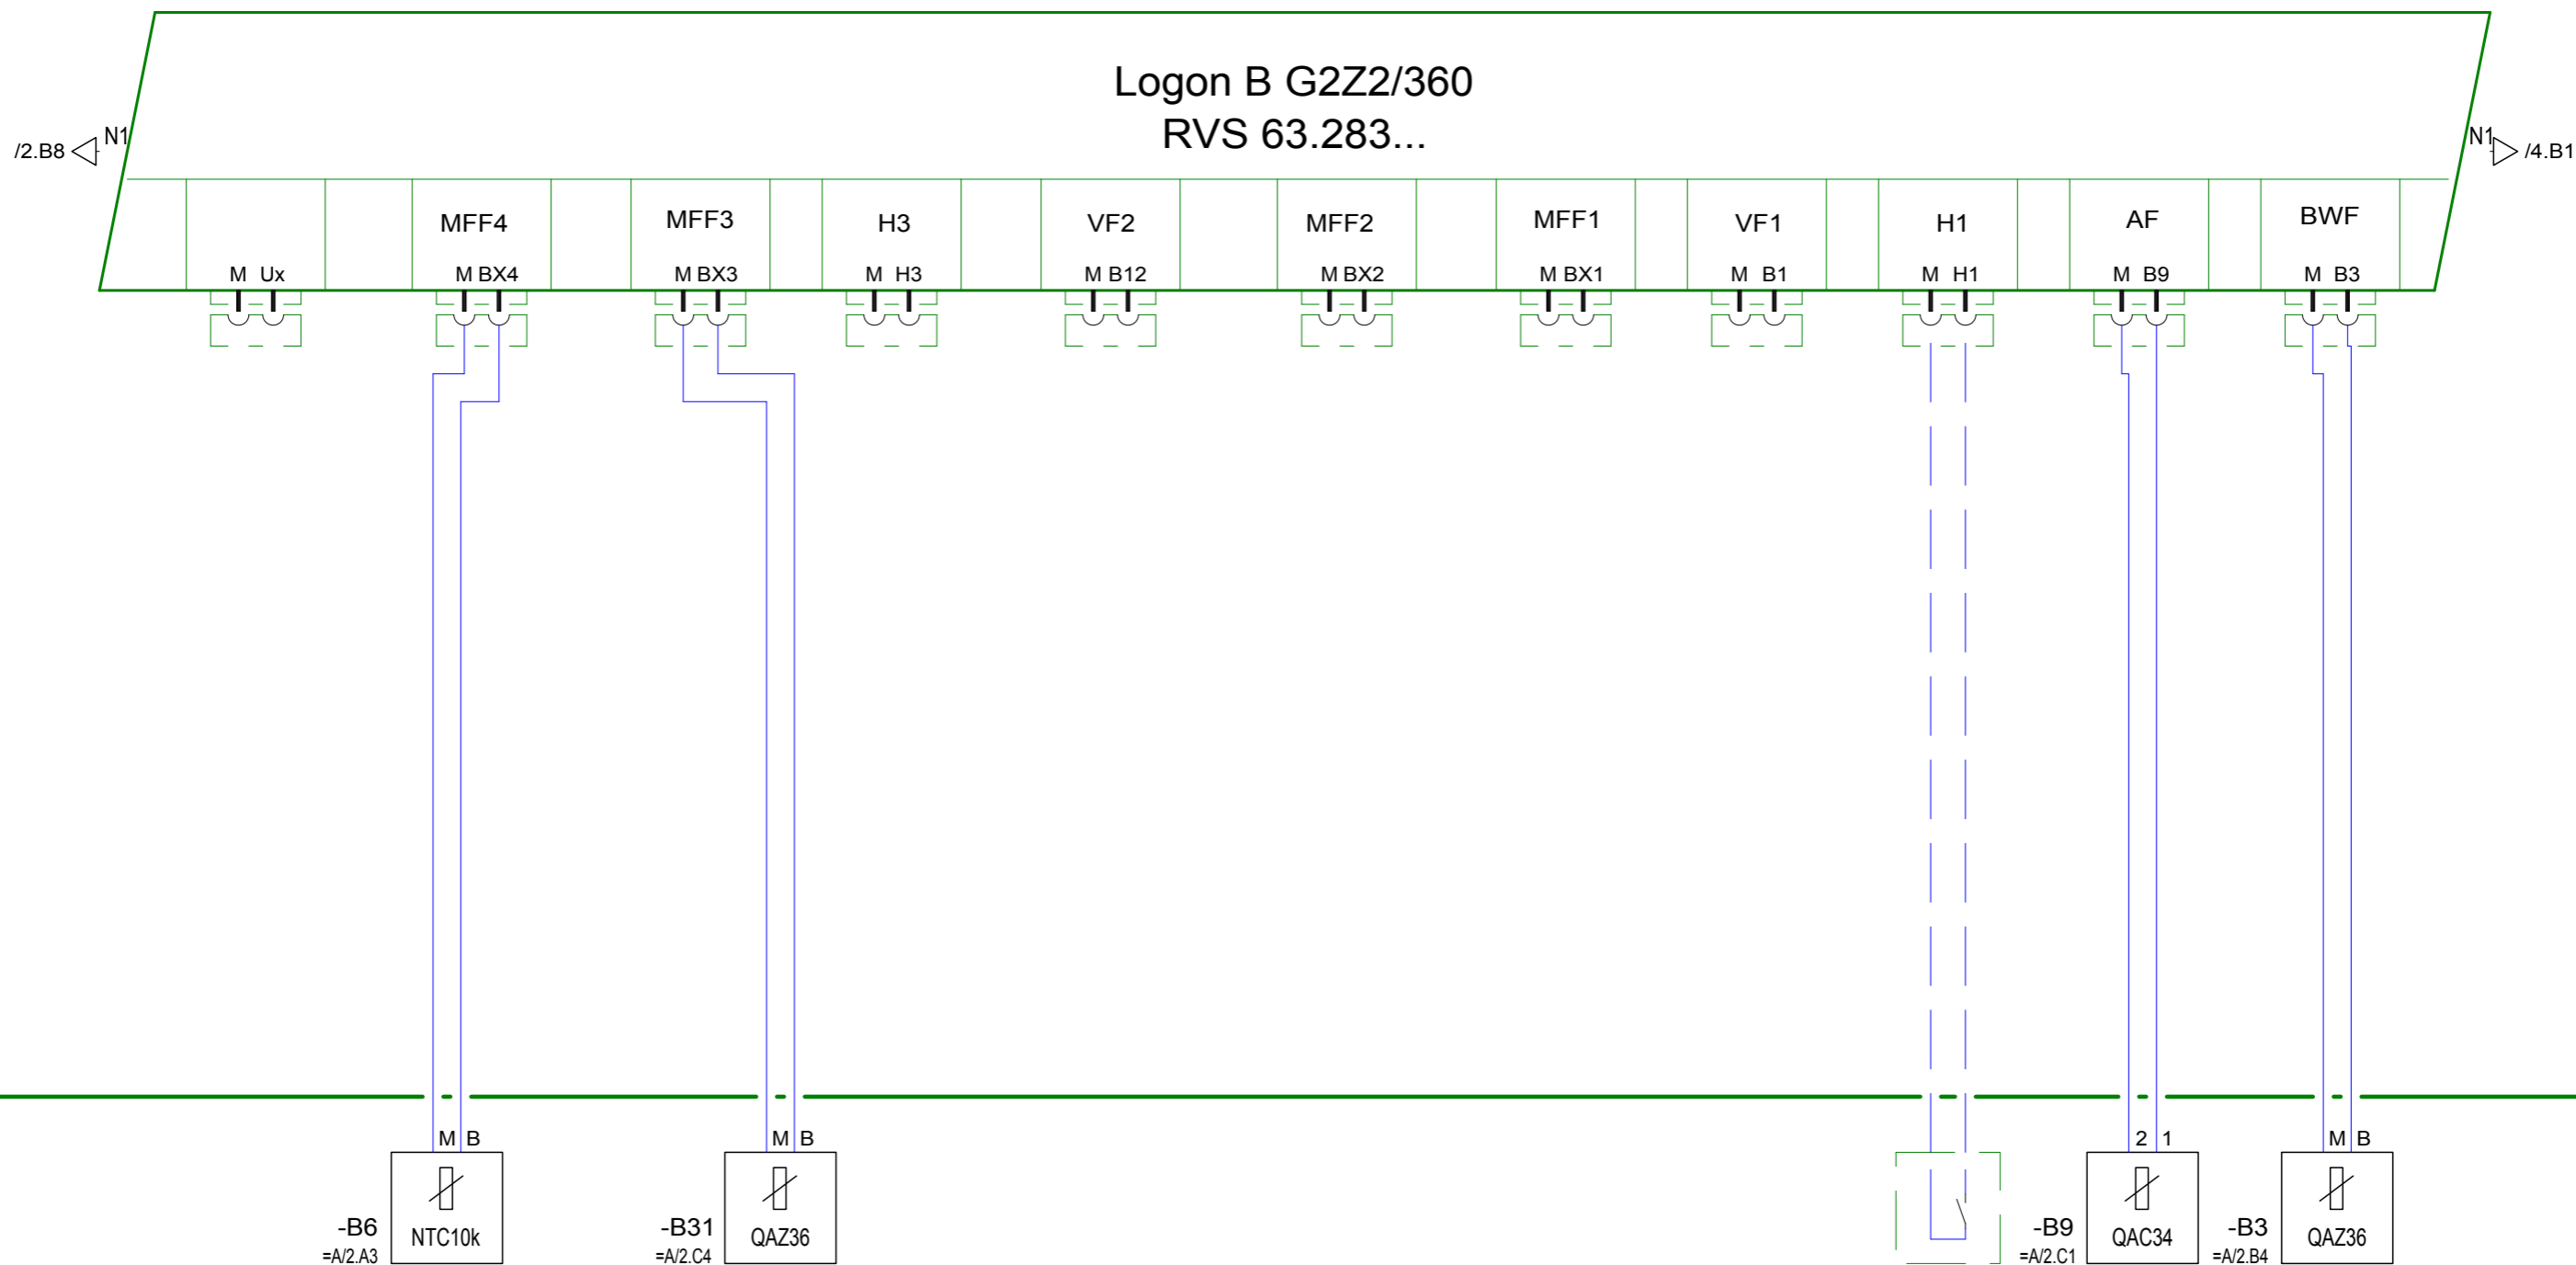 Logon B G2Z2/360
RVS 63.283...
/2.B8 N1
N1 /4.B1
MFF4 MFF3 H3 VF2 MFF2 MFF1 VF1 H1 AF BWF
M Ux M BX4 M BX3 M H3 M B12 M BX2 M BX1 M B1 M H1 M B9 M B3
M B M B 2 1 M B
-B6 NTC10k -B31 QAZ36 -B9 QAC34 -B3 QAZ36
=A/2.A3 =A/2.C4 =A/2.C1 =A/2.B4